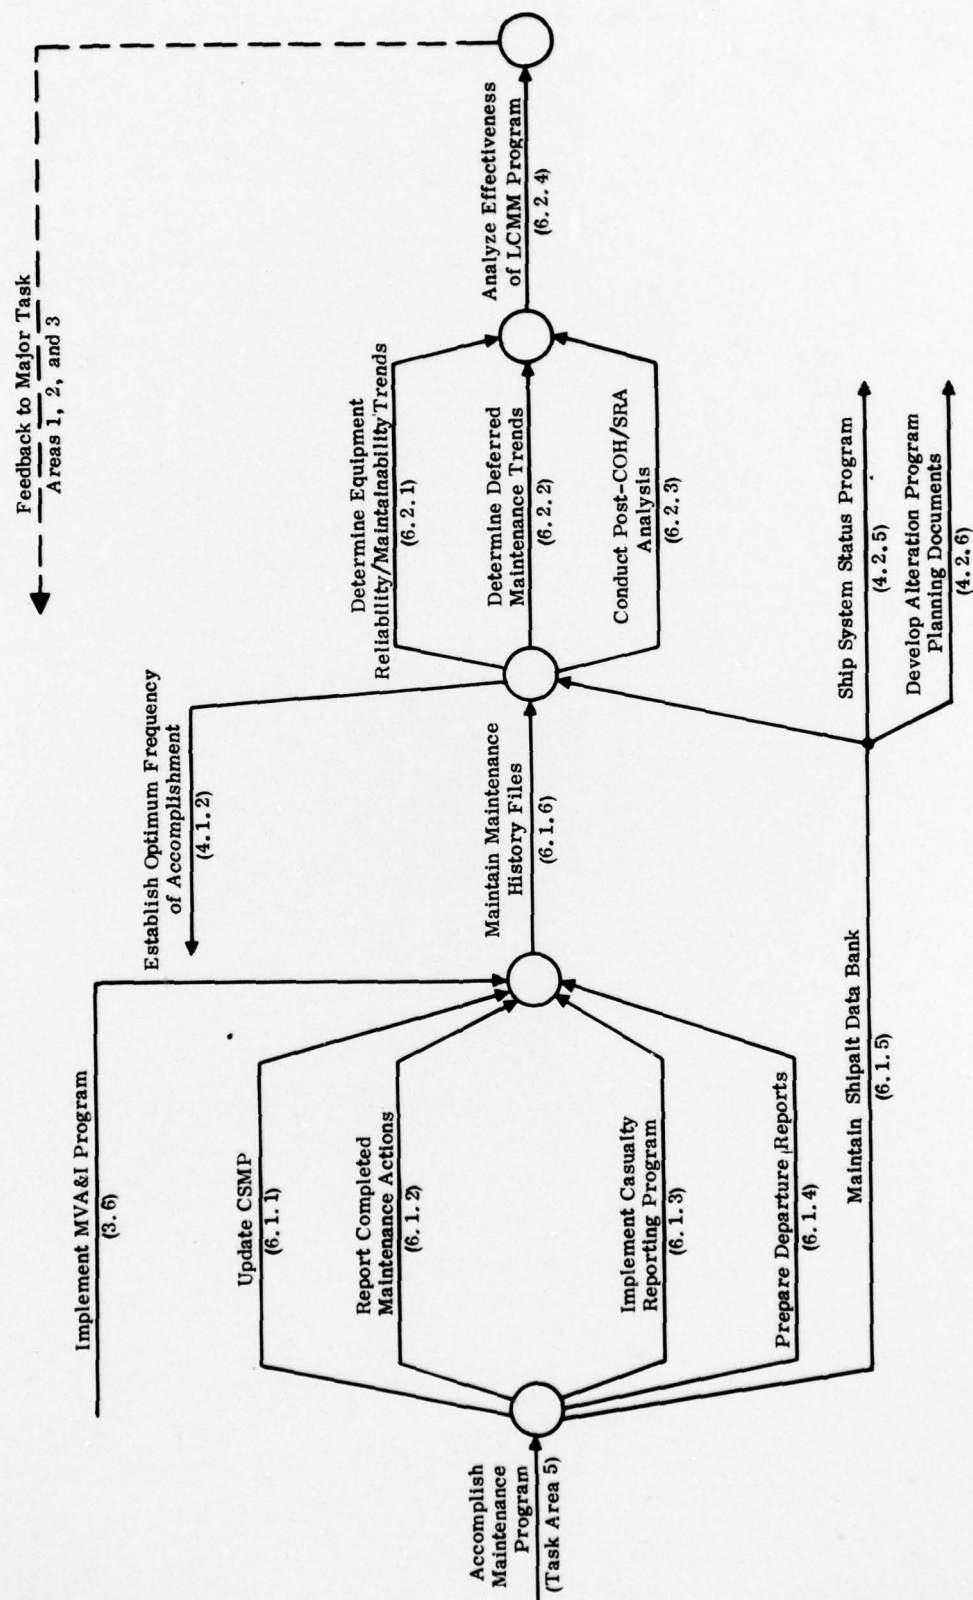 Feedback to Major Task
Areas 1, 2, and 3
Establish Optimum Frequency
of Accomplishment
(4.1.2)
Implement MVA&I Program
(3.6)
Update CSMP
(6.1.1)
Report Completed
Maintenance Actions
(6.1.2)
Implement Casualty
Reporting Program
(6.1.3)
Prepare Departure Reports
(6.1.4)
Maintain Shipalt Data Bank
(6.1.5)
Accomplish
Maintenance
Program
(Task Area 5)
Maintain Maintenance
History Files
(6.1.6)
Determine Equipment
Reliability/Maintainability Trends
(6.2.1)
Determine Deferred
Maintenance Trends
(6.2.2)
Conduct Post-COH/SRA
Analysis
(6.2.3)
Analyze Effectiveness
of LCMM Program
(6.2.4)
Ship System Status Program
(4.2.5)
Develop Alteration Program
Planning Documents
(4.2.6)